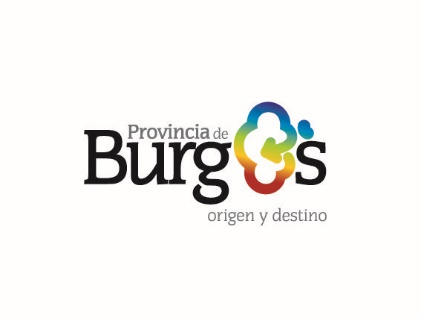 Provincia de
Burgos
origen y destino